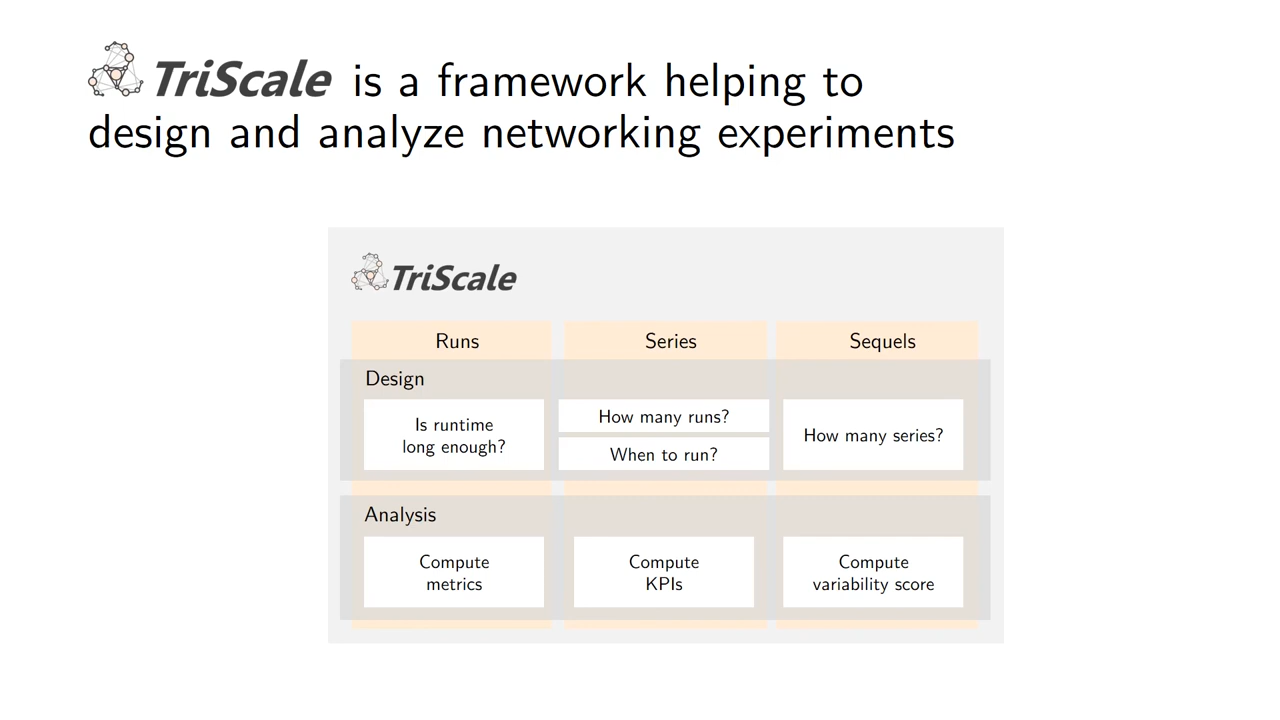 TriScale is a framework helping to
design and analyze networking experiments
TriScale
Runs
Series
Sequels
Design
Is runtime
long enough?
How many runs?
When to run?
How many series?
Analysis
Compute
metrics
Compute
KPIs
Compute
variability score